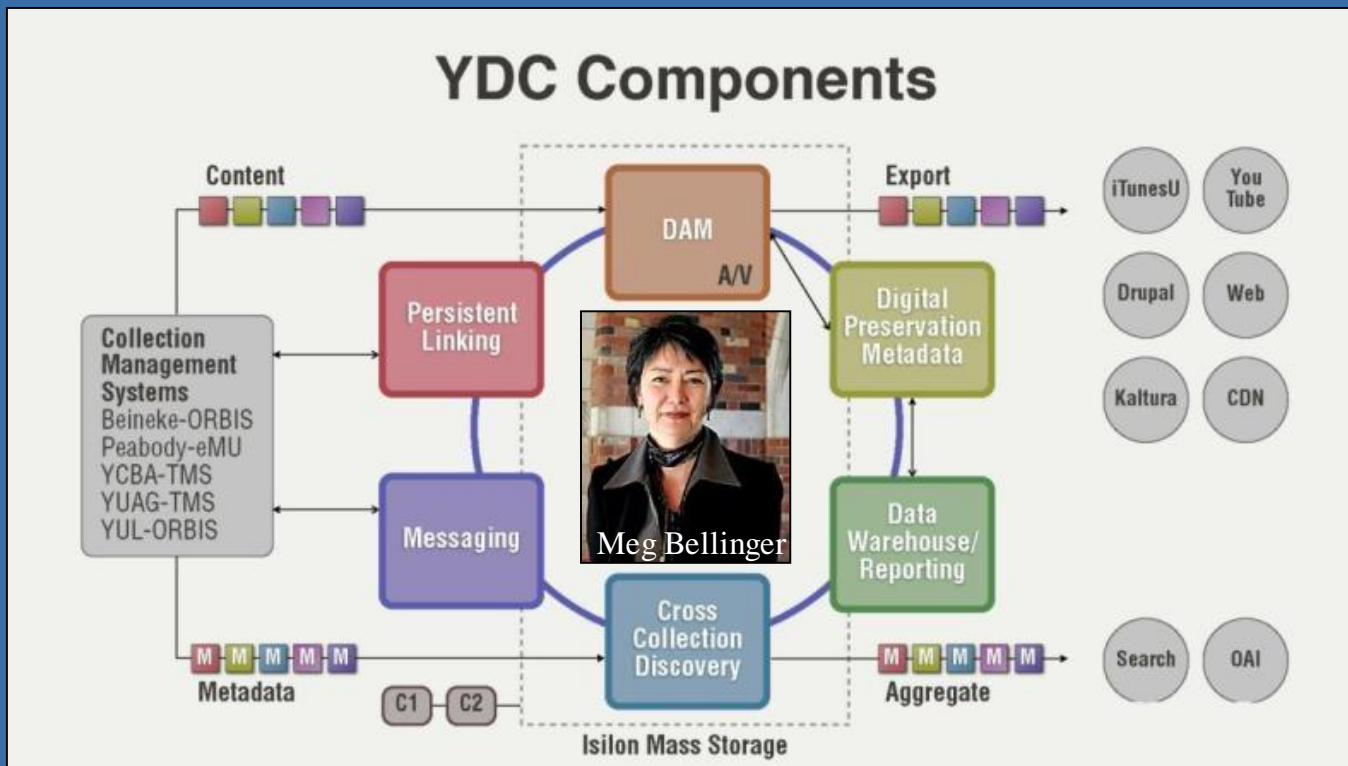 YDC Components
Content
Export
DAM
A/V
iTunesU
You
Tube
Persistent
Linking
Digital
Preservation
Metadata
Drupal
Web
Collection
Management
Systems
Beineke-ORBIS
Peabody-eMU
YCBA-TMS
YUAG-TMS
YUL-ORBIS
Kaltura
CDN
Messaging
Meg Bellinger
Data
Warehouse/
Reporting
Cross
Collection
Discovery
M M M M M
Metadata
M M M M M
Aggregate
Search
OAI
C1
C2
Isilon Mass Storage